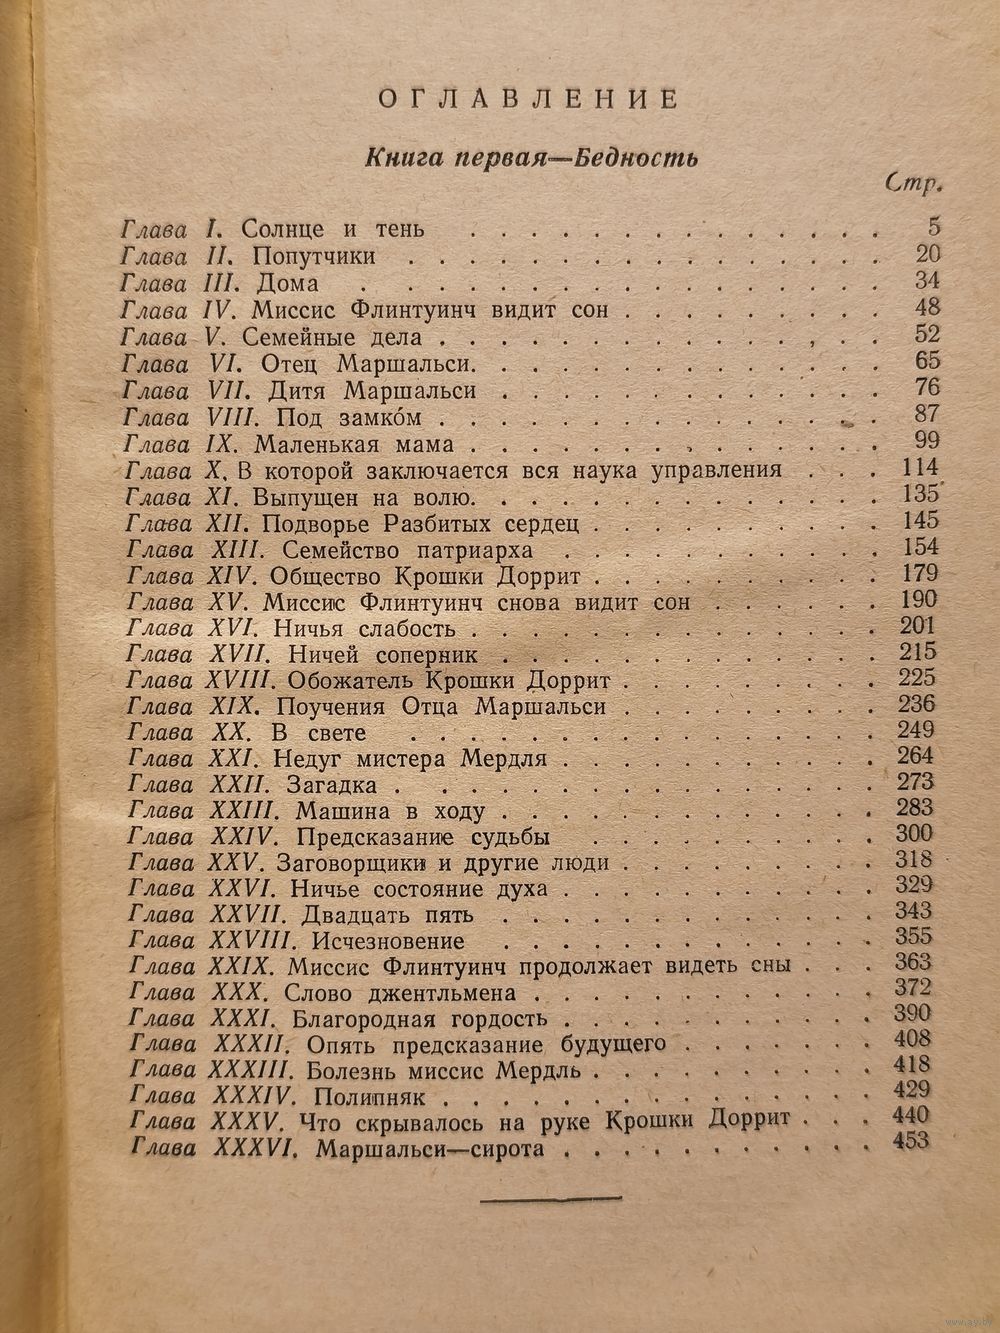 ОГЛАВЛЕНИЕ
Книга первая—Бедность
Стр.
Глава I. Солнце и тень . . . . . . . . . . . 5
Глава II. Попутчики . . . . . . . . . . . . 20
Глава III. Дома . . . . . . . . . . . . . . 34
Глава IV. Миссис Флинтуинч видит сон . . . . . . . . . 48
Глава V. Семейные дела . . . . . . . . . . . . 52
Глава VI. Отец Маршальси. . . . . . . . . . . . 65
Глава VII. Дитя Маршальси . . . . . . . . . . . 76
Глава VIII. Под замко́м . . . . . . . . . . . . 87
Глава IX. Маленькая мама . . . . . . . . . . . . 99
Глава X. В которой заключается вся наука управления . . . 114
Глава XI. Выпущен на волю. . . . . . . . . . . . 135
Глава XII. Подворье Разбитых сердец . . . . . . . . . . 145
Глава XIII. Семейство патриарха . . . . . . . . . . . 154
Глава XIV. Общество Крошки Доррит . . . . . . . . . . 179
Глава XV. Миссис Флинтуинч снова видит сон . . . . . . 190
Глава XVI. Ничья слабость . . . . . . . . . . . . 201
Глава XVII. Ничей соперник . . . . . . . . . . . . 215
Глава XVIII. Обожатель Крошки Доррит . . . . . . . . . 225
Глава XIX. Поучения Отца Маршальси . . . . . . . . . 236
Глава XX. В свете . . . . . . . . . . . . 249
Глава XXI. Недуг мистера Мердля . . . . . . . . . . . 264
Глава XXII. Загадка . . . . . . . . . . . . 273
Глава XXIII. Машина в ходу . . . . . . . . . . . . 283
Глава XXIV. Предсказание судьбы . . . . . . . . . . 300
Глава XXV. Заговорщики и другие люди . . . . . . . . . 318
Глава XXVI. Ничье состояние духа . . . . . . . . . . . 329
Глава XXVII. Двадцать пять . . . . . . . . . . . . 343
Глава XXVIII. Исчезновение . . . . . . . . . . . . 355
Глава XXIX. Миссис Флинтуинч продолжает видеть сны . . . 363
Глава XXX. Слово джентльмена . . . . . . . . . . . . 372
Глава XXXI. Благородная гордость . . . . . . . . . . . 390
Глава XXXII. Опять предсказание будущего . . . . . . . 408
Глава XXXIII. Болезнь миссис Мердль . . . . . . . . . . 418
Глава XXXIV. Полипняк . . . . . . . . . . . . 429
Глава XXXV. Что скрывалось на руке Крошки Доррит . . . 440
Глава XXXVI. Маршальси—сирота . . . . . . . . . . . 453
www.ay.by